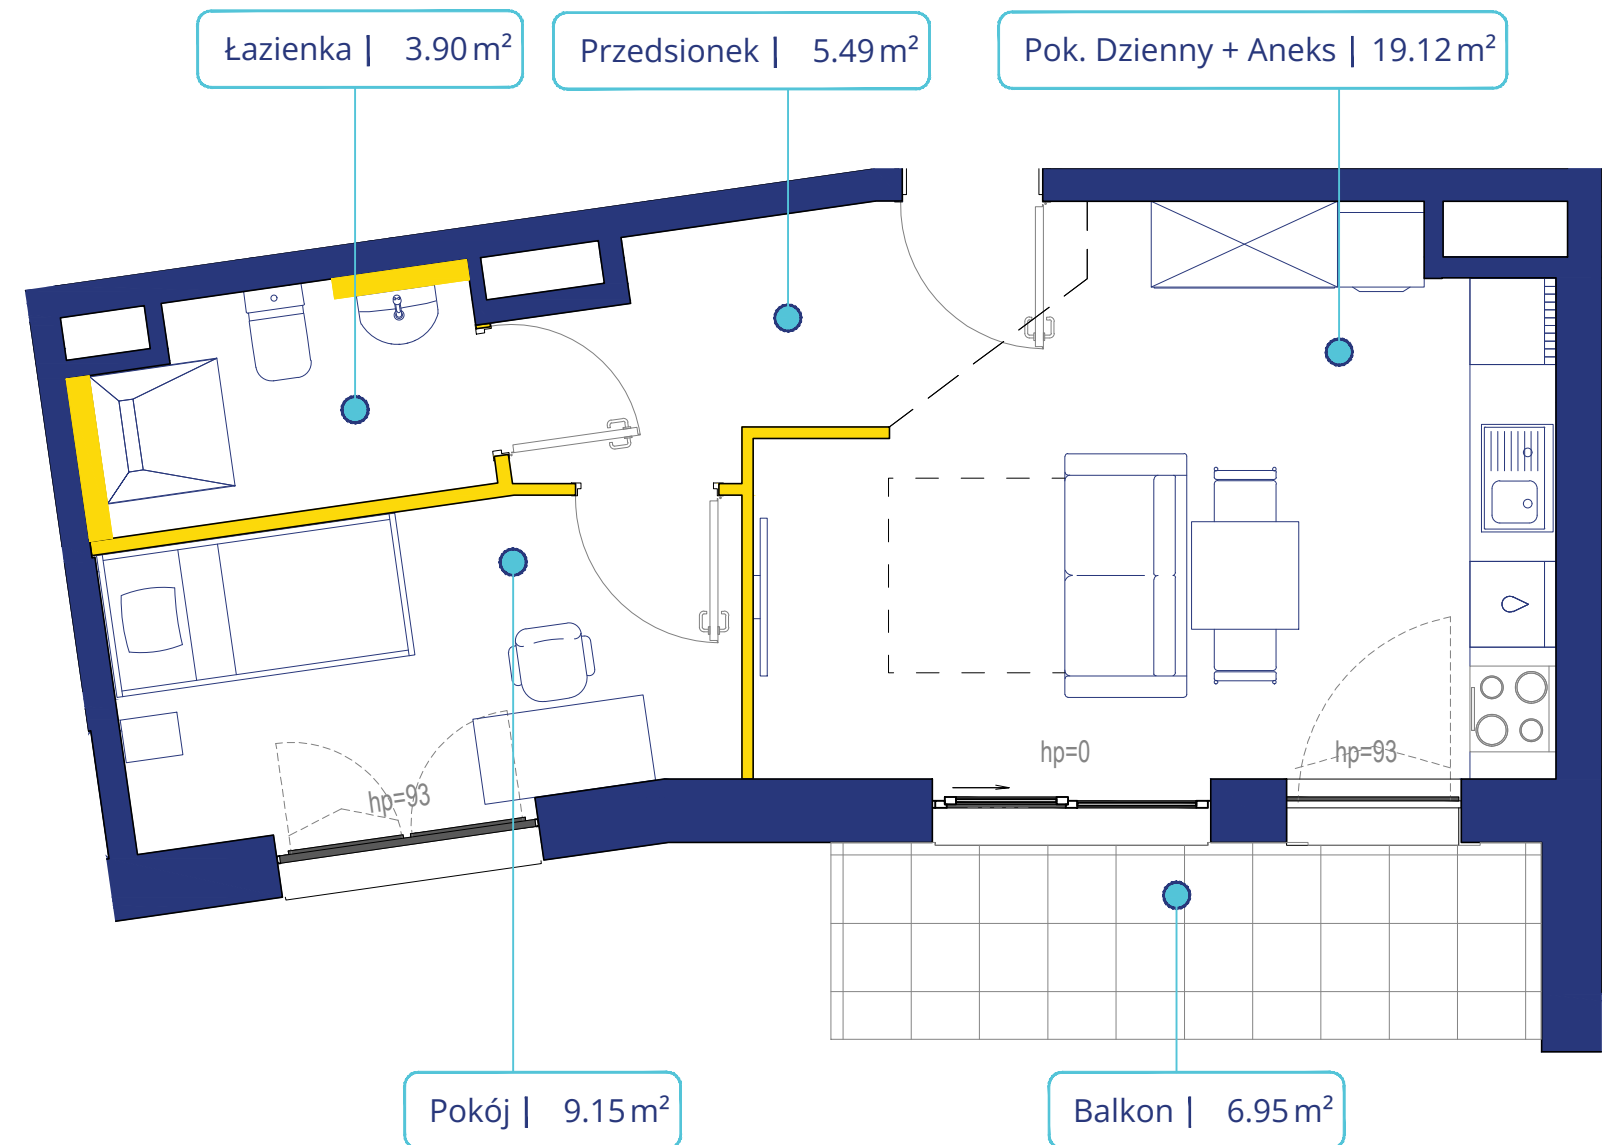 Łazienka | 3.90 m²
Przedsionek | 5.49 m²
Pok. Dzienny + Aneks | 19.12 m²
hp=0
hp=93
hp=93
Pokój | 9.15 m²
Balkon | 6.95 m²